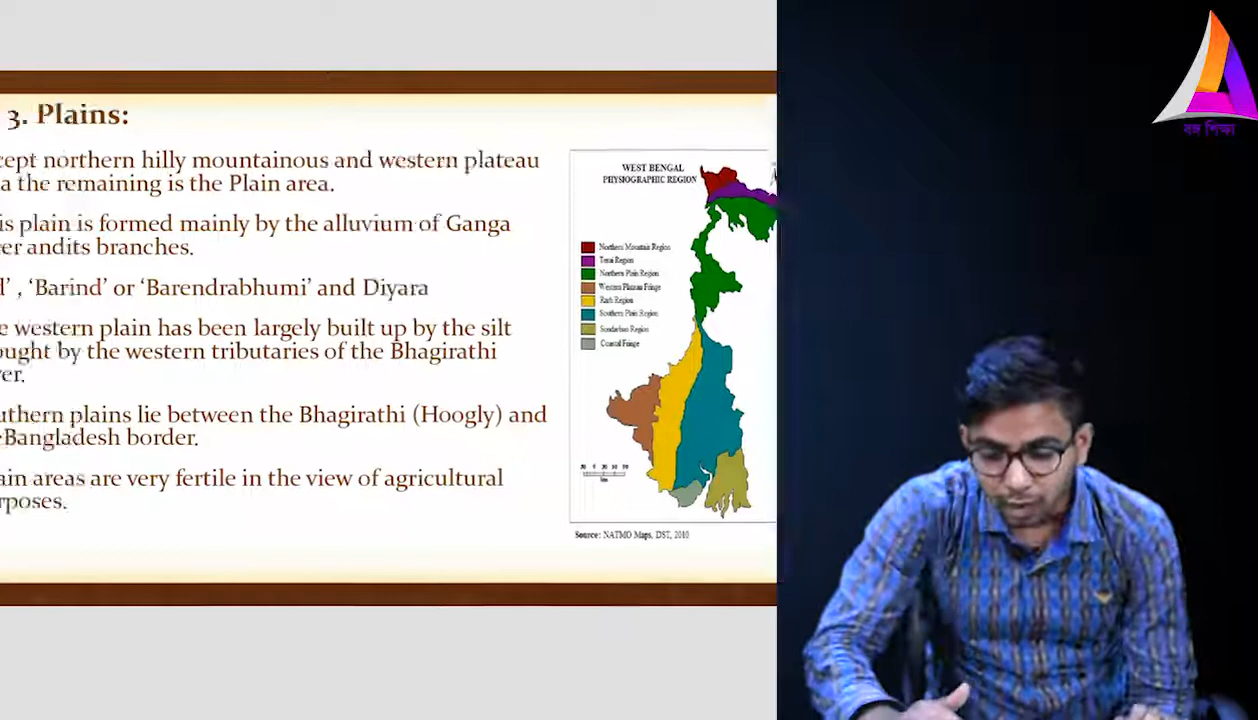 3. Plains:
cept northern hilly mountainous and western plateau
a the remaining is the Plain area.
is plain is formed mainly by the alluvium of Ganga
er andits branches.
d’ , ‘Barind’ or ‘Barendrabhumi’ and Diyara
e western plain has been largely built up by the silt
ought by the western tributaries of the Bhagirathi
er.
uthern plains lie between the Bhagirathi (Hoogly) and
Bangladesh border.
ain areas are very fertile in the view of agricultural
rposes.
WEST BENGAL
PHYSIOGRAPHIC REGION
Northern Mountain Region
Terai Region
Northern Plain Region
Western Plateau Fringe
Rarh Region
Southern Plain Region
Sundarban Region
Coastal Fringe
km
Source: NATMO Maps, DST, 2010
বঙ্গ শিক্ষা